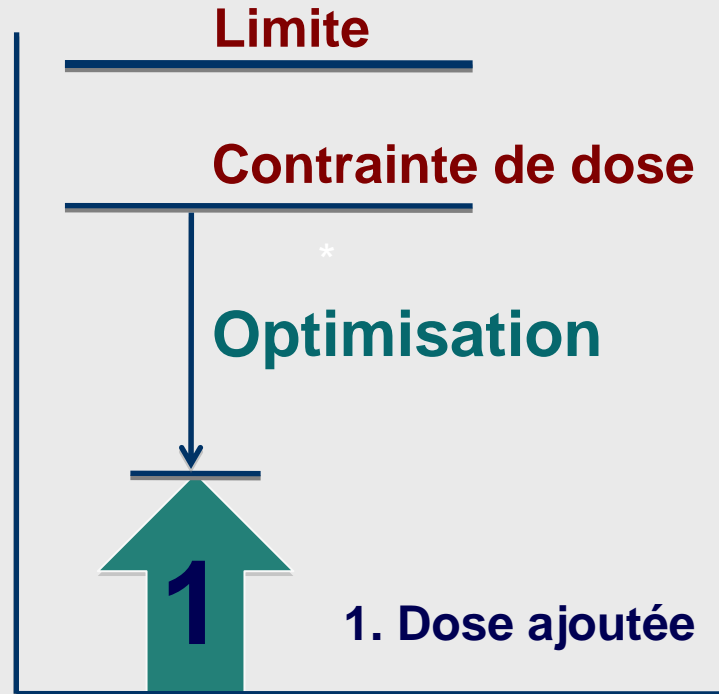 Limite
Contrainte de dose
*
Optimisation
1
1. Dose ajoutée